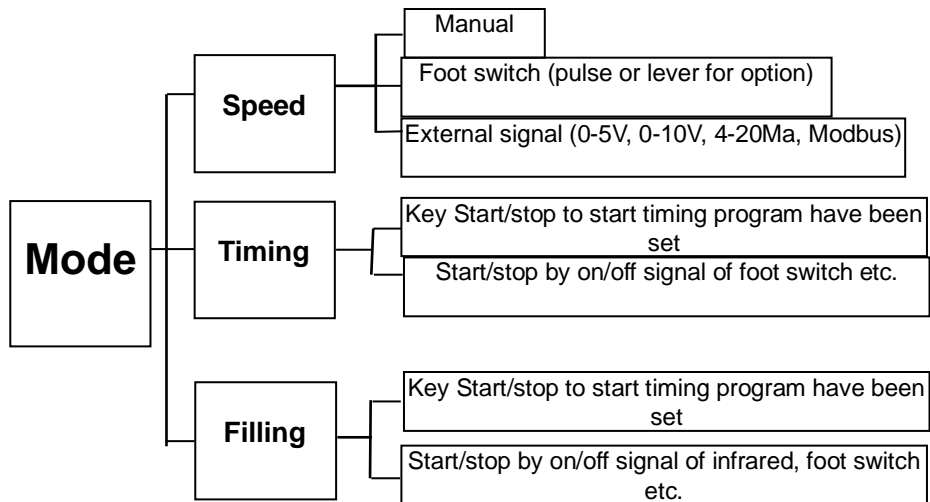 Mode
Speed
Manual
Foot switch (pulse or lever for option)
External signal (0-5V, 0-10V, 4-20Ma, Modbus)
Timing
Key Start/stop to start timing program have been
set
Start/stop by on/off signal of foot switch etc.
Filling
Key Start/stop to start timing program have been
set
Start/stop by on/off signal of infrared, foot switch
etc.